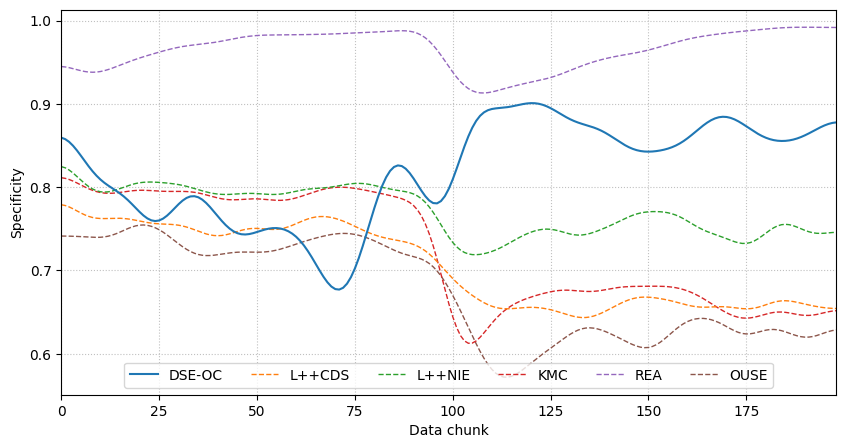 1.0
0.9
0.8
0.7
0.6
Specificity
DSE-OC L++CDS L++NIE KMC REA OUSE
0 25 50 75 100 125 150 175
Data chunk